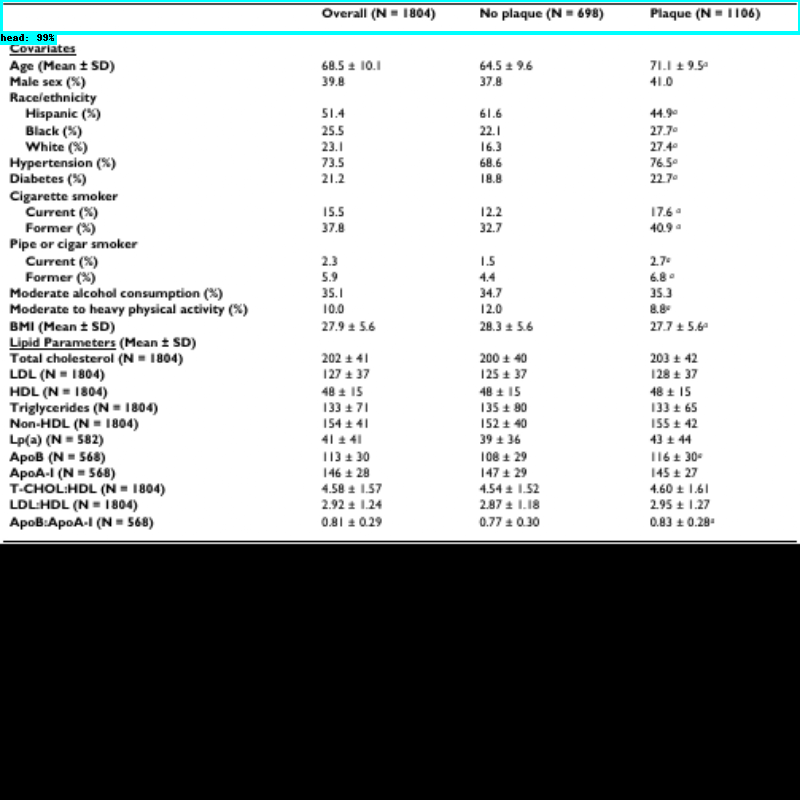 Overall (N = 1804) No plaque (N = 698) Plaque (N = 1106)
head: 99%
Covariates
Age (Mean ± SD) 68.5 ± 10.1 64.5 ± 9.6 71.1 ± 9.5ᵃ
Male sex (%) 39.8 37.8 41.0
Race/ethnicity
Hispanic (%) 51.4 61.6 44.9ᵃ
Black (%) 25.5 22.1 27.7ᵃ
White (%) 23.1 16.3 27.4ᵃ
Hypertension (%) 73.5 68.6 76.5ᵃ
Diabetes (%) 21.2 18.8 22.7ᵃ
Cigarette smoker
Current (%) 15.5 12.2 17.6 ᵃ
Former (%) 37.8 32.7 40.9 ᵃ
Pipe or cigar smoker
Current (%) 2.3 1.5 2.7ᵃ
Former (%) 5.9 4.4 6.8 ᵃ
Moderate alcohol consumption (%) 35.1 34.7 35.3
Moderate to heavy physical activity (%) 10.0 12.0 8.8ᵃ
BMI (Mean ± SD) 27.9 ± 5.6 28.3 ± 5.6 27.7 ± 5.6ᵃ
Lipid Parameters (Mean ± SD)
Total cholesterol (N = 1804) 202 ± 41 200 ± 40 203 ± 42
LDL (N = 1804) 127 ± 37 125 ± 37 128 ± 37
HDL (N = 1804) 48 ± 15 48 ± 15 48 ± 15
Triglycerides (N = 1804) 133 ± 71 135 ± 80 133 ± 65
Non-HDL (N = 1804) 154 ± 41 152 ± 40 155 ± 42
Lp(a) (N = 582) 41 ± 41 39 ± 36 43 ± 44
ApoB (N = 568) 113 ± 30 108 ± 29 116 ± 30ᵃ
ApoA-I (N = 568) 146 ± 28 147 ± 29 145 ± 27
T-CHOL:HDL (N = 1804) 4.58 ± 1.57 4.54 ± 1.52 4.60 ± 1.61
LDL:HDL (N = 1804) 2.92 ± 1.24 2.87 ± 1.18 2.95 ± 1.27
ApoB:ApoA-I (N = 568) 0.81 ± 0.29 0.77 ± 0.30 0.83 ± 0.28ᵃ